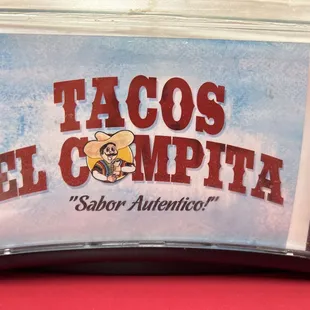 TACOS
EL COMPITA
"Sabor Autentico!"